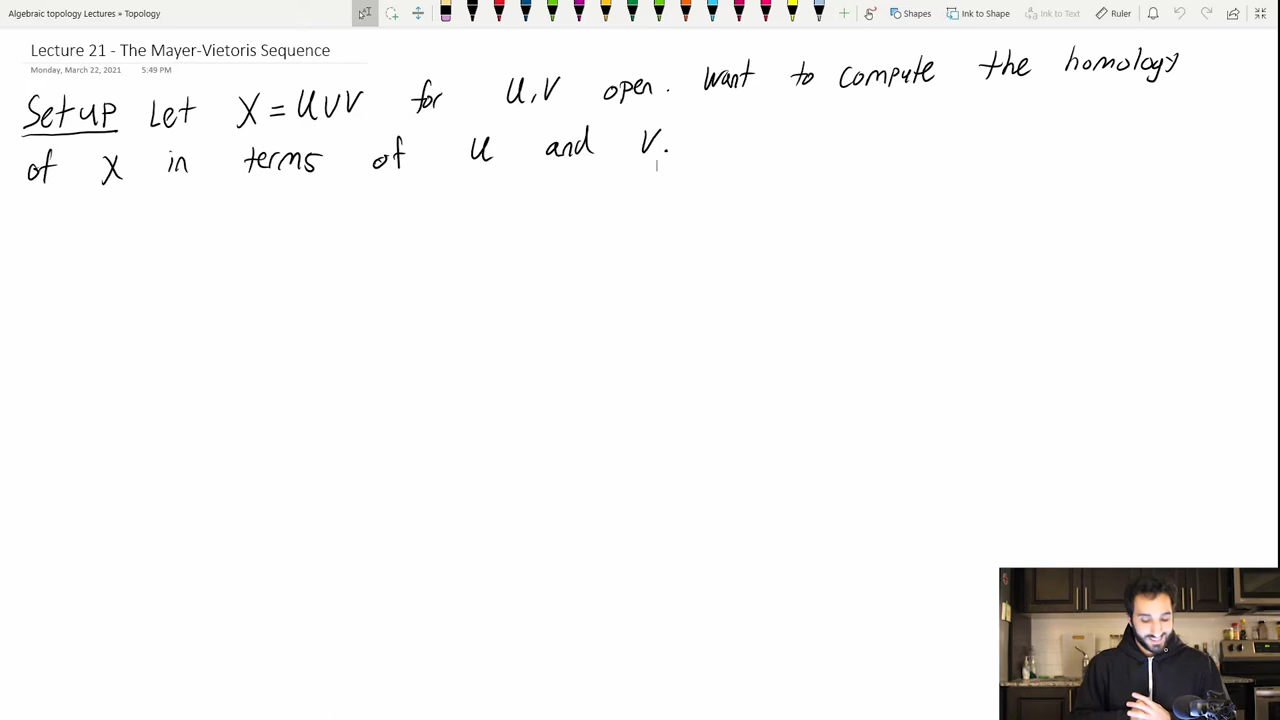 Algebraic topology Lectures » Topology
Shapes Ink to Shape Ink to Text Ruler
Lecture 21 - The Mayer-Vietoris Sequence
Monday, March 22, 2021 5:49 PM
Setup Let X = U∪V for U,V open. Want to compute the homology
of X in terms of U and V.